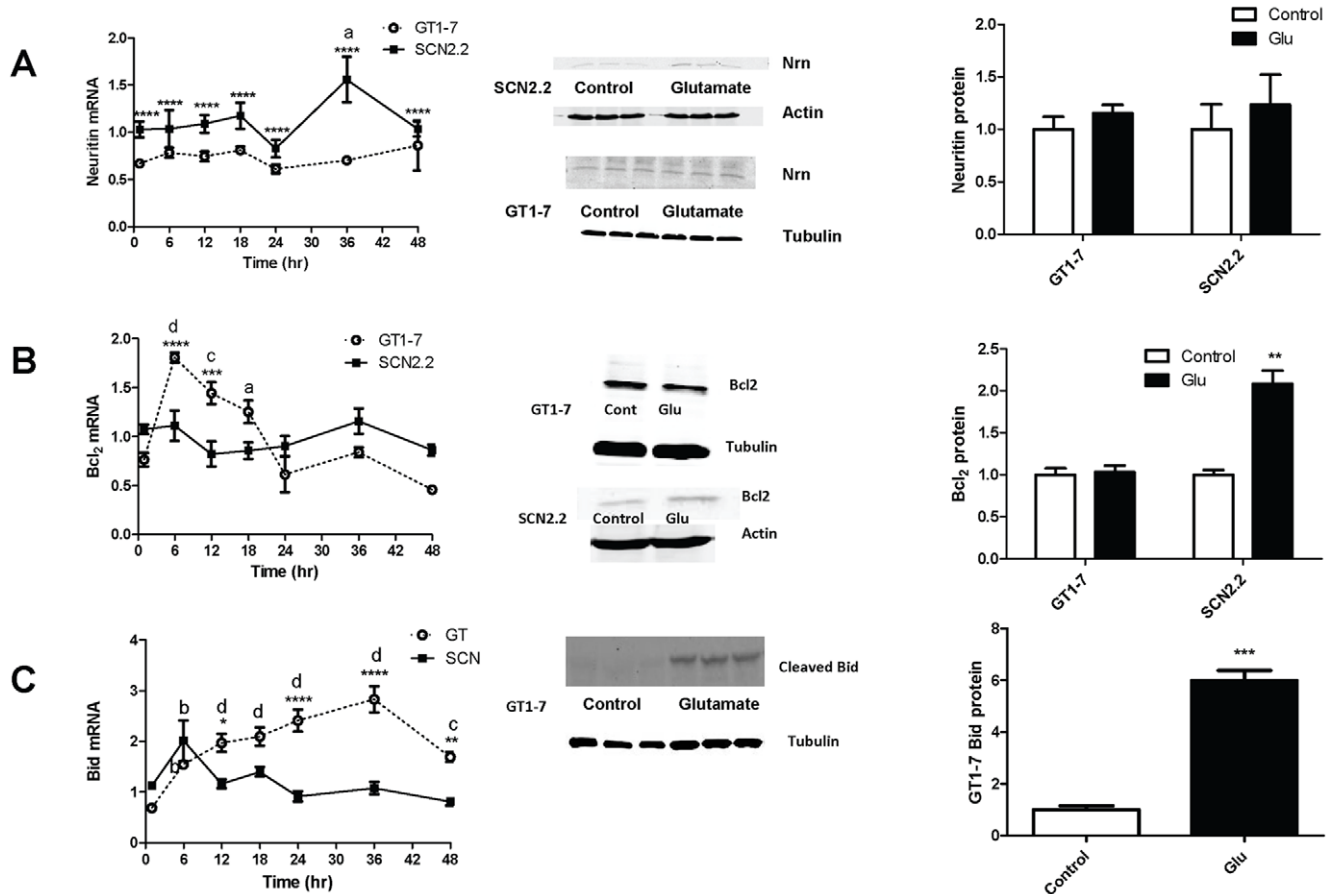 A
Neuritin mRNA
2.0
1.5
1.0
0.5
0.0
0 6 12 18 24 30 36 42 48
Time (hr)
GT1-7
SCN2.2
**** **** **** **** **** **** ****
a
Nrn
SCN2.2 Control Glutamate
Actin
Nrn
GT1-7 Control Glutamate
Tubulin
Neuritin protein
2.0
1.5
1.0
0.5
0.0
GT1-7
SCN2.2
Control
Glu
B
Bcl2 mRNA
2.0
1.5
1.0
0.5
0.0
0 6 12 18 24 30 36 42 48
Time (hr)
GT1-7
SCN2.2
d c a
**** ***
Bcl2
GT1-7 Cont Glu
Tubulin
Bcl2
SCN2.2 Control Glu
Actin
Bcl2 protein
2.5
2.0
1.5
1.0
0.5
0.0
GT1-7
SCN2.2
Control
Glu
**
C
Bid mRNA
4
3
2
1
0
0 6 12 18 24 30 36 42 48
Time (hr)
GT
SCN
b b d d d d c
* **** **** **
Cleaved Bid
GT1-7 Control Glutamate
Tubulin
GT1-7 Bid protein
8
6
4
2
0
Control
Glu
***